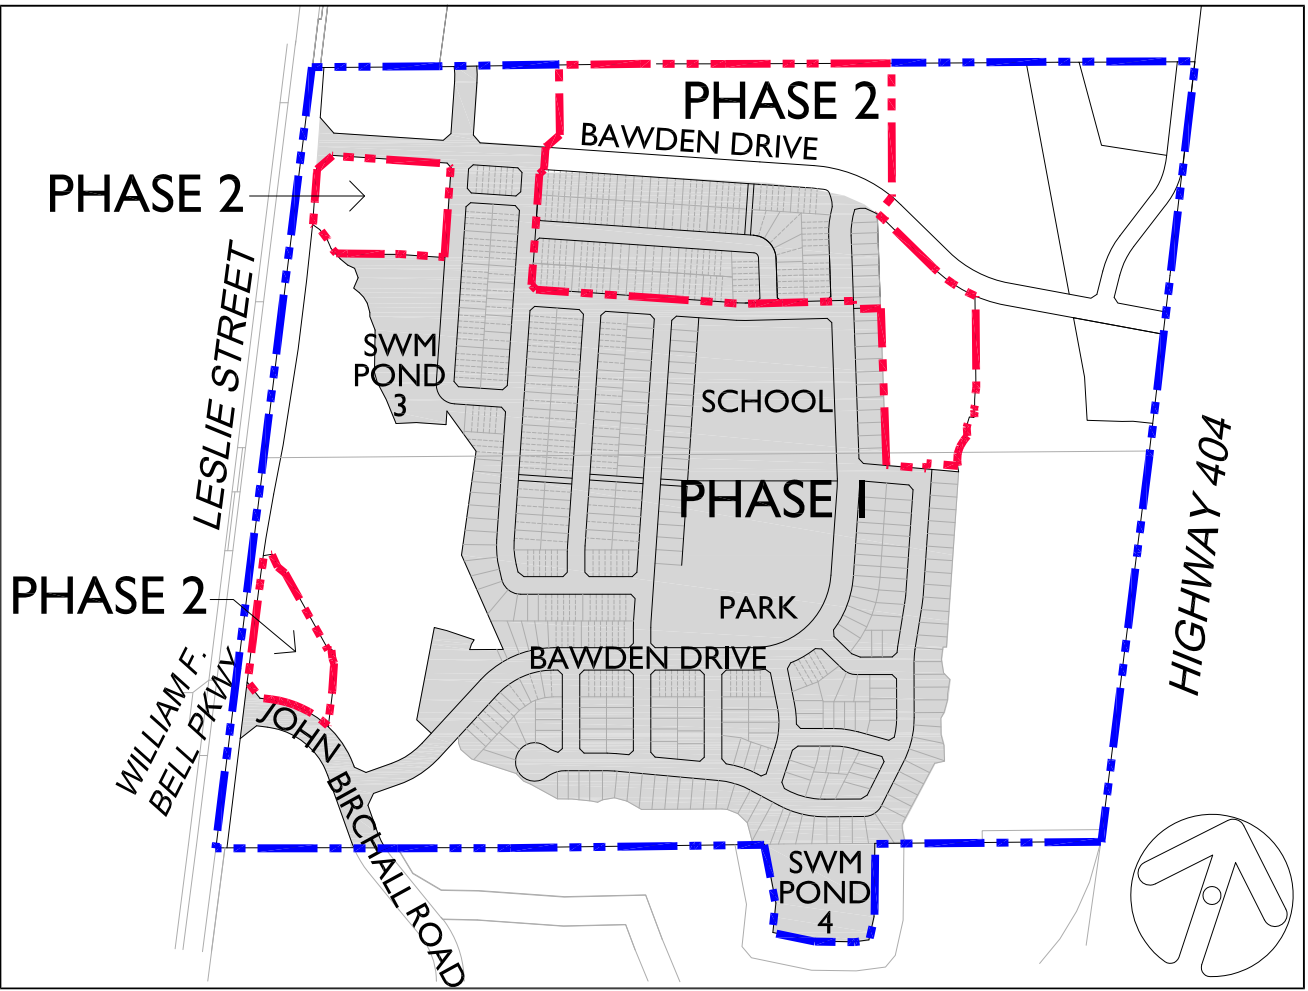 PHASE 2
BAWDEN DRIVE
PHASE 2
LESLIE STREET
SWM
POND
3
SCHOOL
HIGHWAY 404
PHASE 1
PHASE 2
PARK
WILLIAM F.
BELL PKWY
BAWDEN DRIVE
JOHN BIRCHALL ROAD
SWM
POND
4